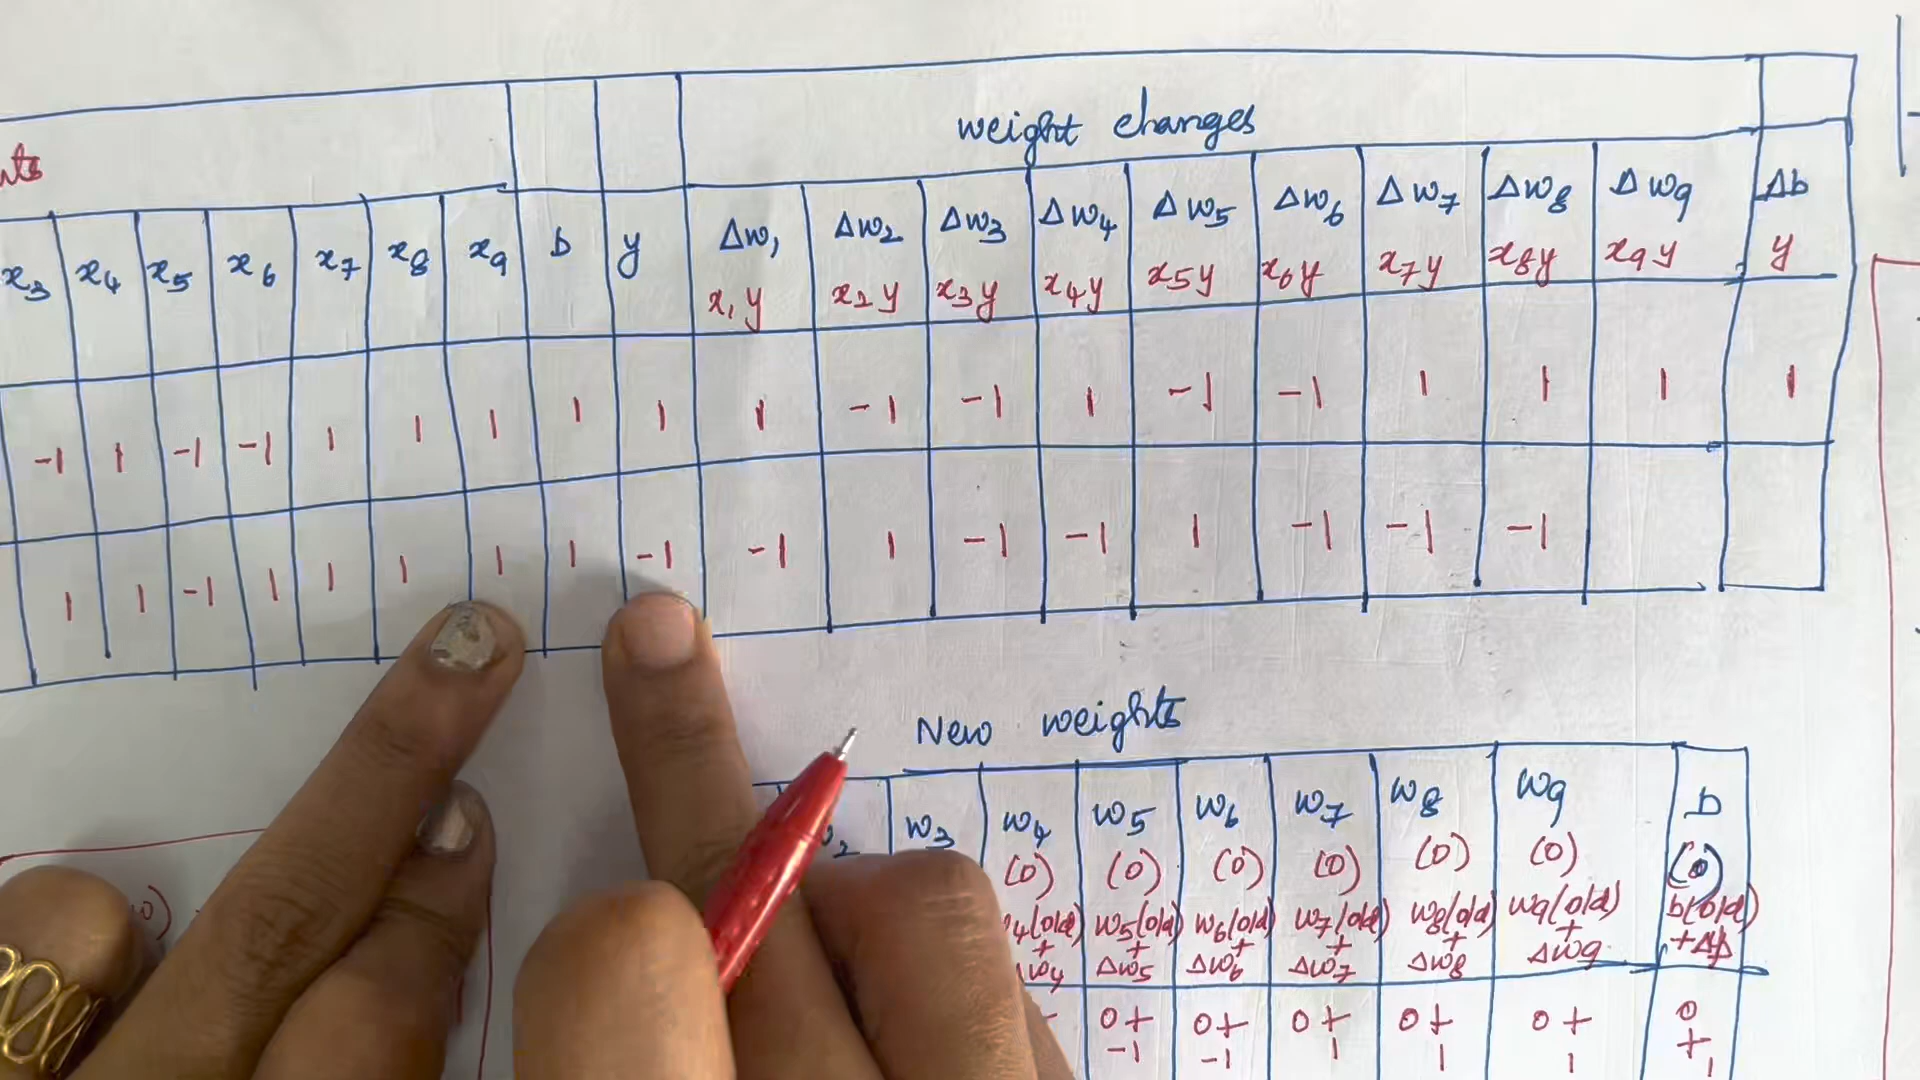 nts
weight changes
x3 x4 x5 x6 x7 x8 x9 b y Δw1 Δw2 Δw3 Δw4 Δw5 Δw6 Δw7 Δw8 Δw9 Δb
x1y x2y x3y x4y x5y x6y x7y x8y x9y y
-1 1 -1 -1 1 1 1 1 1 1 -1 -1 1 -1 -1 1 1 1 1
1 1 -1 1 1 1 1 1 -1 -1 1 -1 -1 1 -1 -1 -1
New weights
w3 w4 w5 w6 w7 w8 w9 b
(0) (0) (0) (0) (0) (0) (0)
4(old) w5(old) w6(old) w7(old) w8(old) w9(old) b(old)
+ + + + + + +Δb
Δw4 Δw5 Δw6 Δw7 Δw8 Δw9
0+ 0+ 0+ 0+ 0+ 0
-1 -1 1 1 1 +1